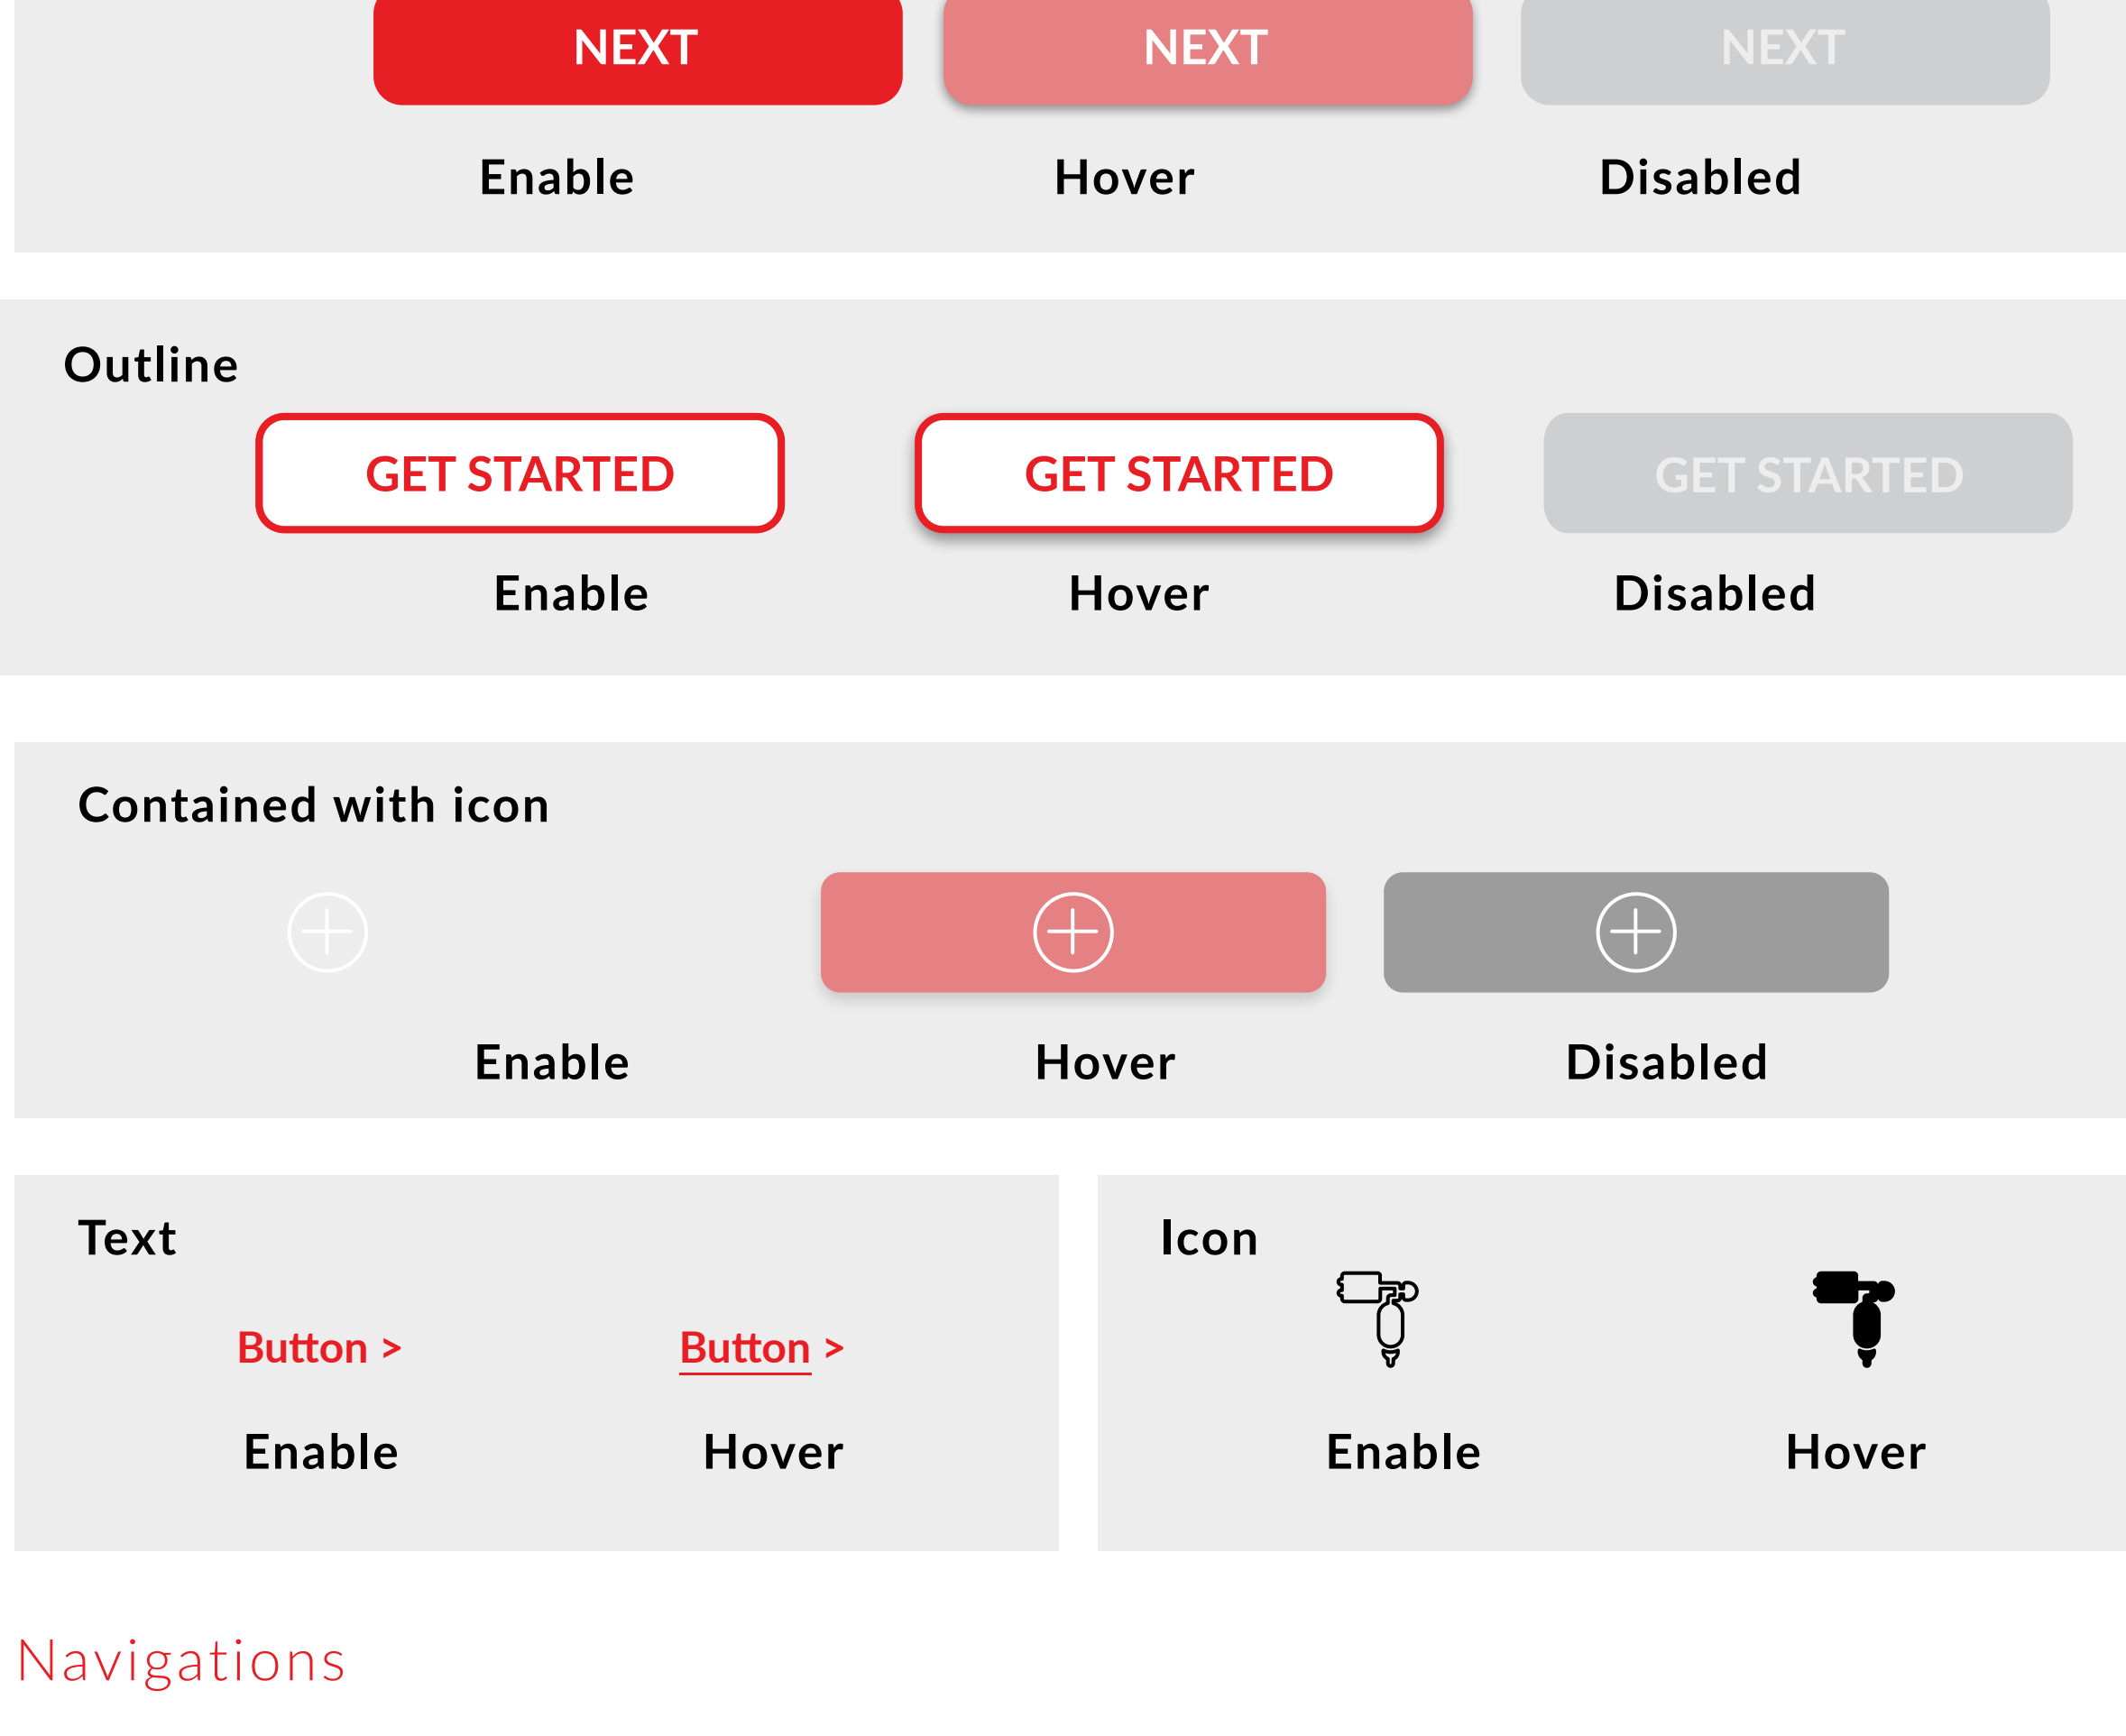 NEXT NEXT NEXT
Enable Hover Disabled
Outline
GET STARTED GET STARTED GET STARTED
Enable Hover Disabled
Contained with icon
Enable Hover Disabled
Text
Button > Button >
Enable Hover
Icon
Enable Hover
Navigations